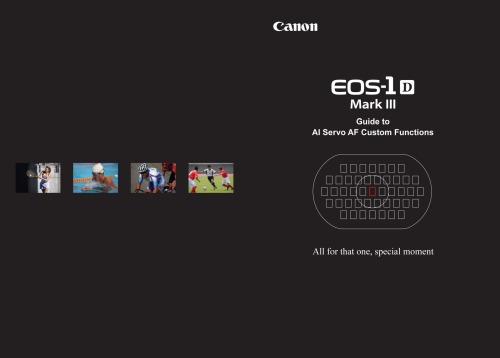 Canon
EOS-1D
Mark III
Guide to
AI Servo AF Custom Functions
All for that one, special moment